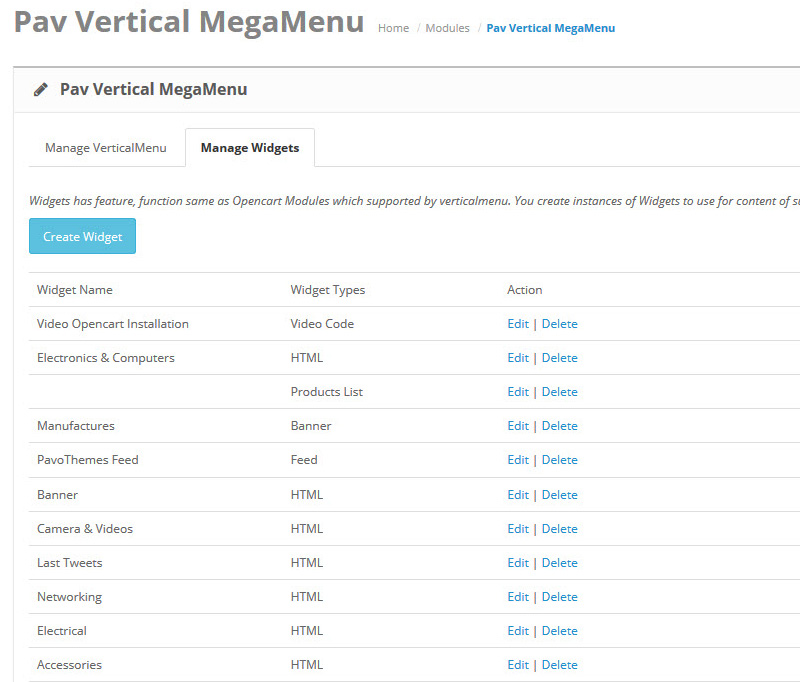 Pav Vertical MegaMenu Home / Modules / Pav Vertical MegaMenu
Pav Vertical MegaMenu
Manage VerticalMenu Manage Widgets
Widgets has feature, function same as Opencart Modules which supported by verticalmenu. You create instances of Widgets to use for content of
Create Widget
Widget Name Widget Types Action
Video Opencart Installation Video Code Edit | Delete
Electronics & Computers HTML Edit | Delete
Products List Edit | Delete
Manufactures Banner Edit | Delete
PavoThemes Feed Feed Edit | Delete
Banner HTML Edit | Delete
Camera & Videos HTML Edit | Delete
Last Tweets HTML Edit | Delete
Networking HTML Edit | Delete
Electrical HTML Edit | Delete
Accessories HTML Edit | Delete